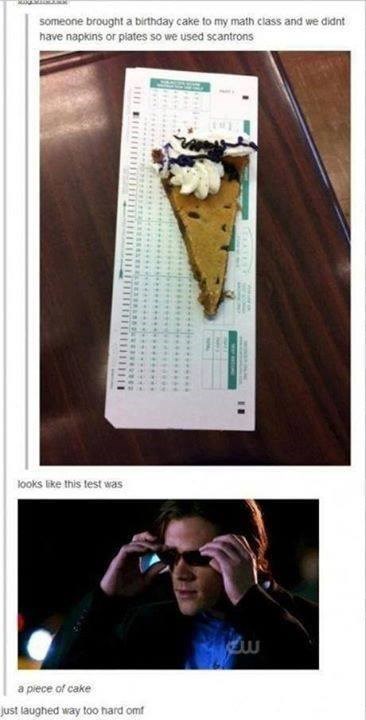 someone brought a birthday cake to my math class and we didnt
have napkins or plates so we used scantrons
looks like this test was
CW
a piece of cake
just laughed way too hard omf